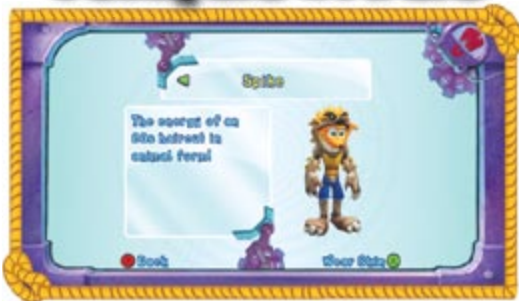 Spike
The energy of an
80s haircut in
animal form!
Back
Wear Skin